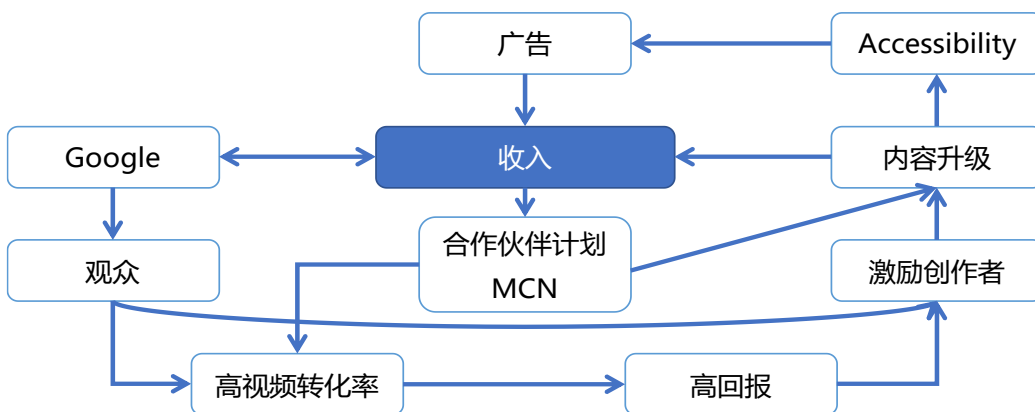 广告
Accessibility
Google
收入
内容升级
观众
合作伙伴计划
MCN
激励创作者
高视频转化率
高回报